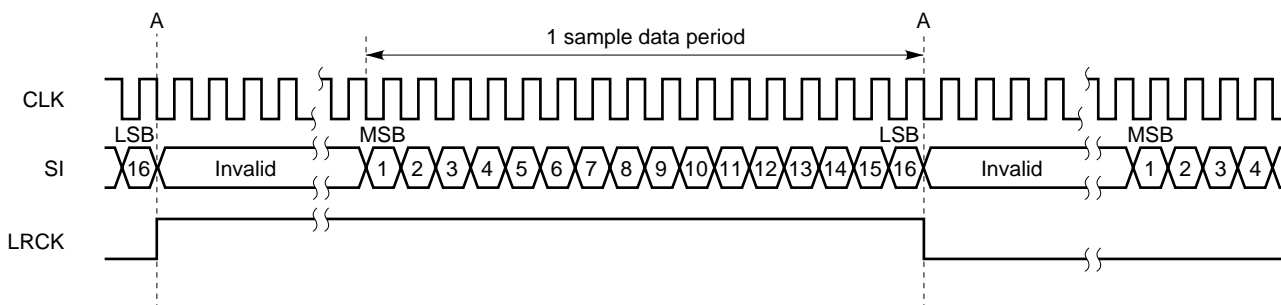 A A
1 sample data period
CLK
LSB MSB LSB MSB
SI 16 Invalid 1 2 3 4 5 6 7 8 9 10 11 12 13 14 15 16 Invalid 1 2 3 4
LRCK